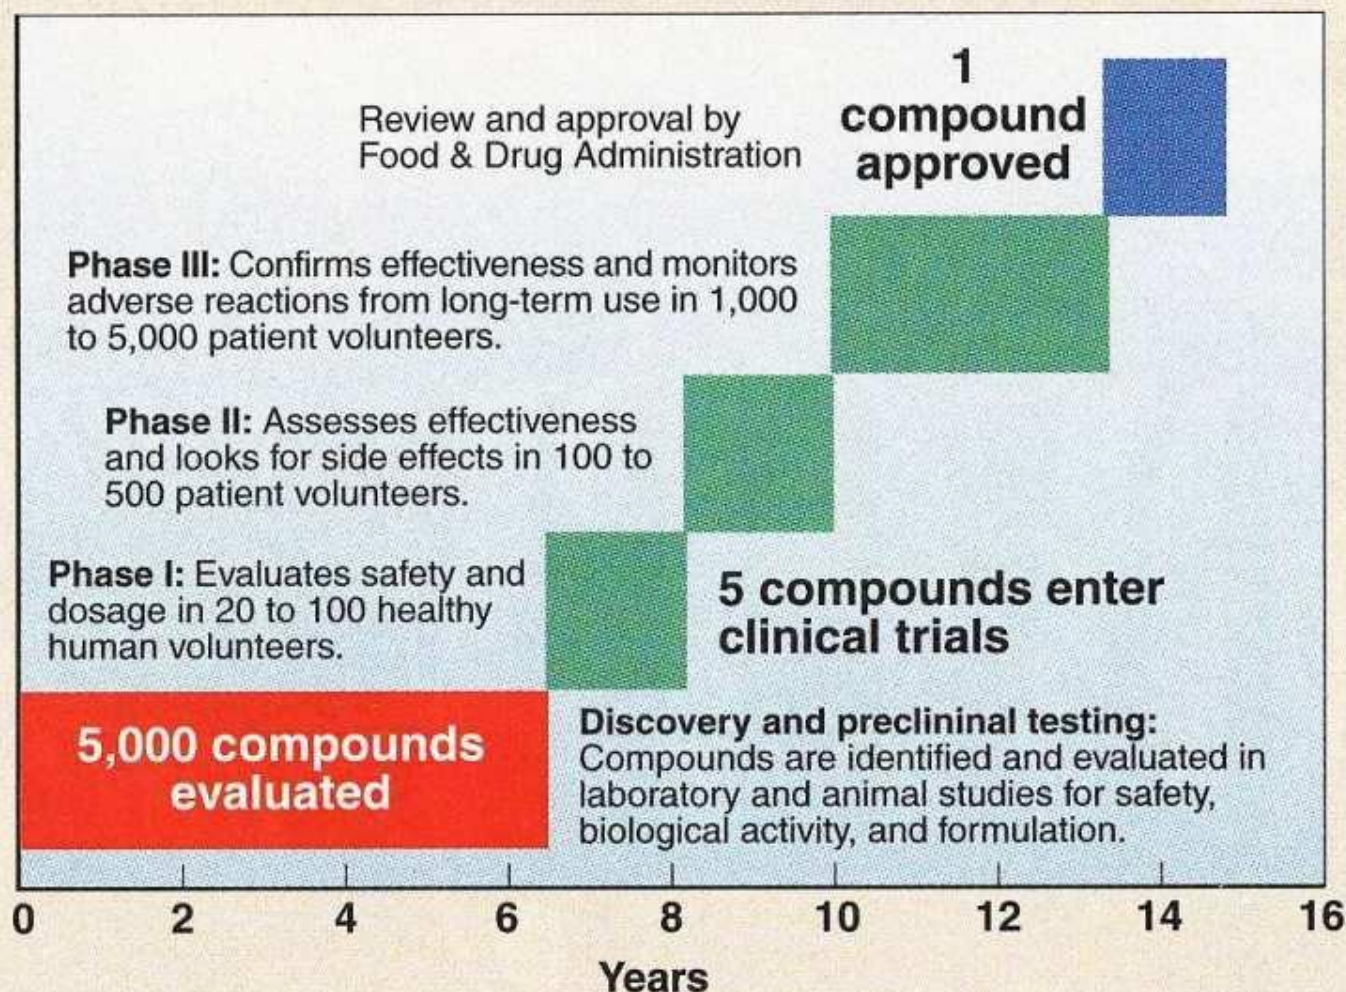 1
compound
approved
Review and approval by
Food & Drug Administration
Phase III: Confirms effectiveness and monitors
adverse reactions from long-term use in 1,000
to 5,000 patient volunteers.
Phase II: Assesses effectiveness
and looks for side effects in 100 to
500 patient volunteers.
Phase I: Evaluates safety and
dosage in 20 to 100 healthy
human volunteers.
5 compounds enter
clinical trials
5,000 compounds
evaluated
Discovery and preclininal testing:
Compounds are identified and evaluated in
laboratory and animal studies for safety,
biological activity, and formulation.
0 2 4 6 8 10 12 14 16
Years